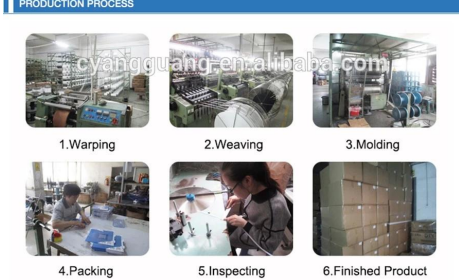 PRODUCTION PROCESS
cyangguang.en.alibaba.com
1.Warping
2.Weaving
3.Molding
4.Packing
5.Inspecting
6.Finished Product